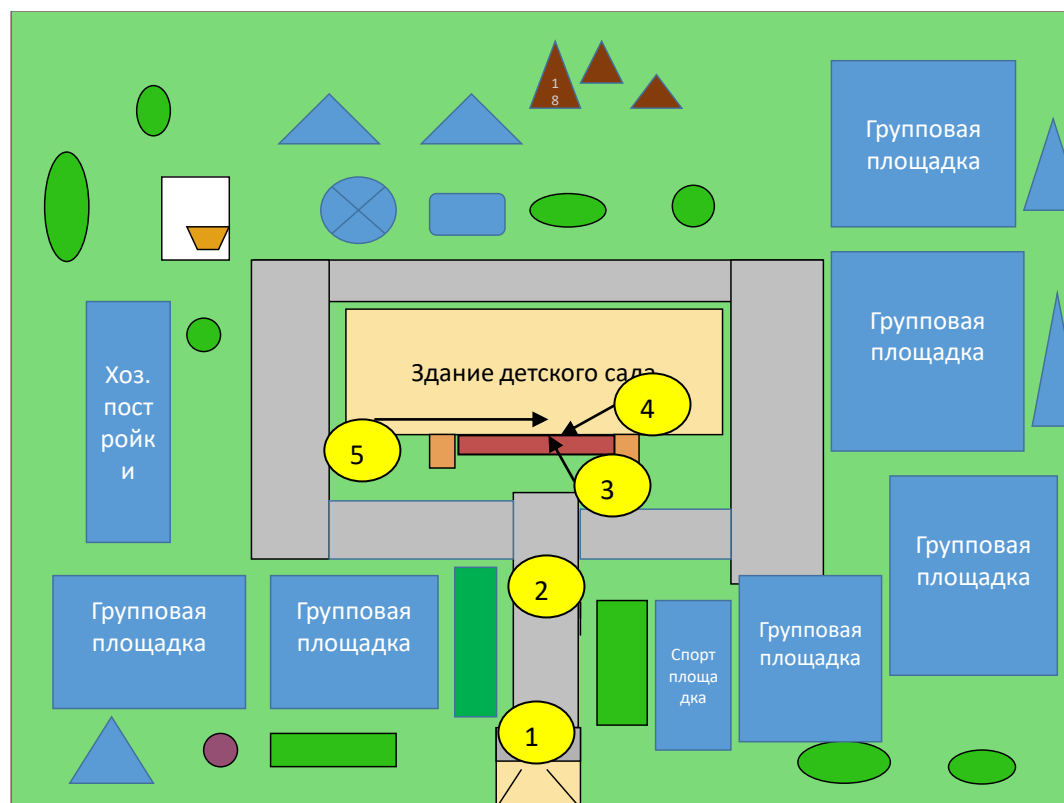 1
8
Групповая
площадка
Групповая
площадка
Здание детского сада
4
Хоз.
пост
ройк
и
5
3
Групповая
площадка
2
Групповая
площадка
Групповая
площадка
Групповая
площадка
Спорт
площа
дка
1